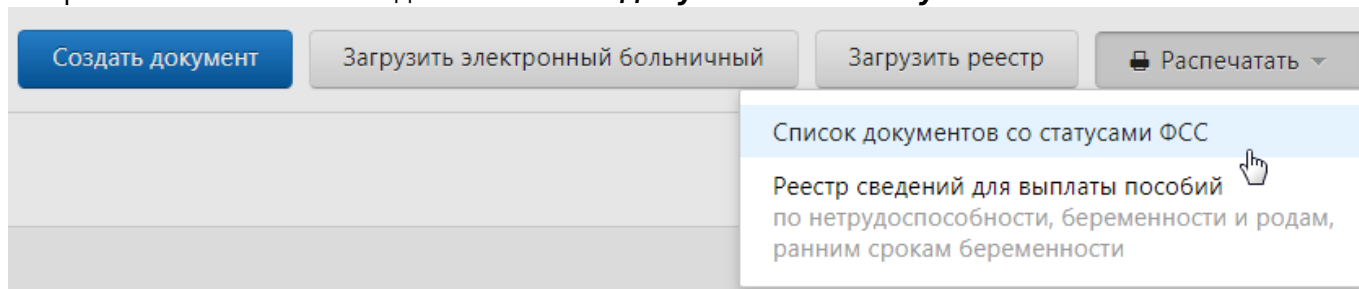 Создать документ
Загрузить электронный больничный
Загрузить реестр
Распечатать
Список документов со статусами ФСС
Реестр сведений для выплаты пособий
по нетрудоспособности, беременности и родам,
ранним срокам беременности